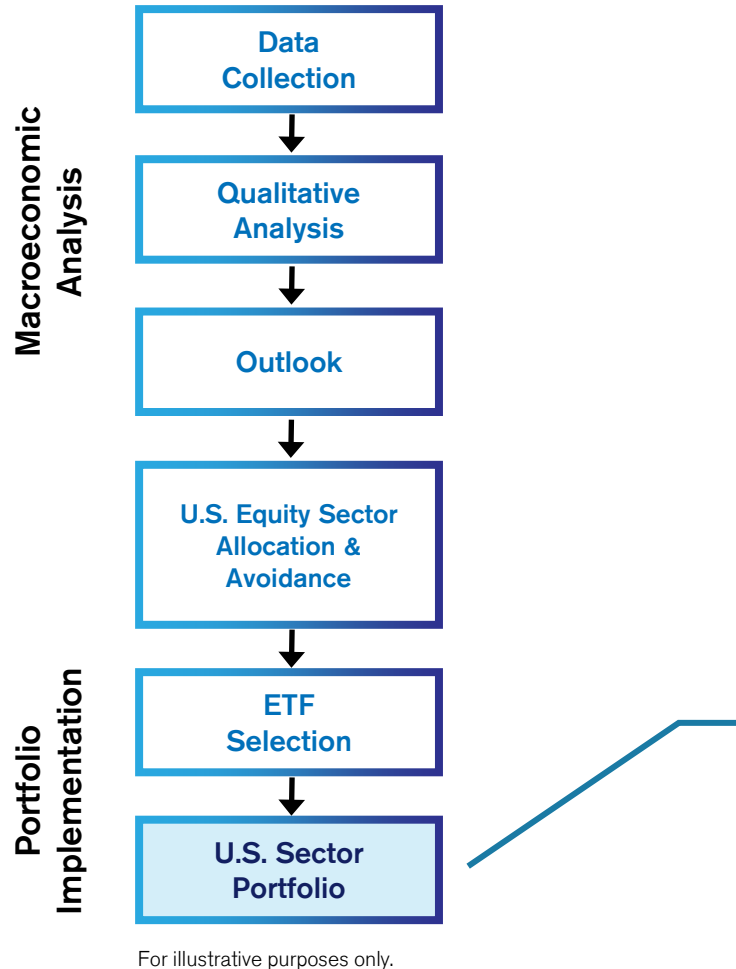 Macroeconomic
Analysis
Data
Collection
Qualitative
Analysis
Outlook
U.S. Equity Sector
Allocation &
Avoidance
Portfolio
Implementation
ETF
Selection
U.S. Sector
Portfolio
For illustrative purposes only.